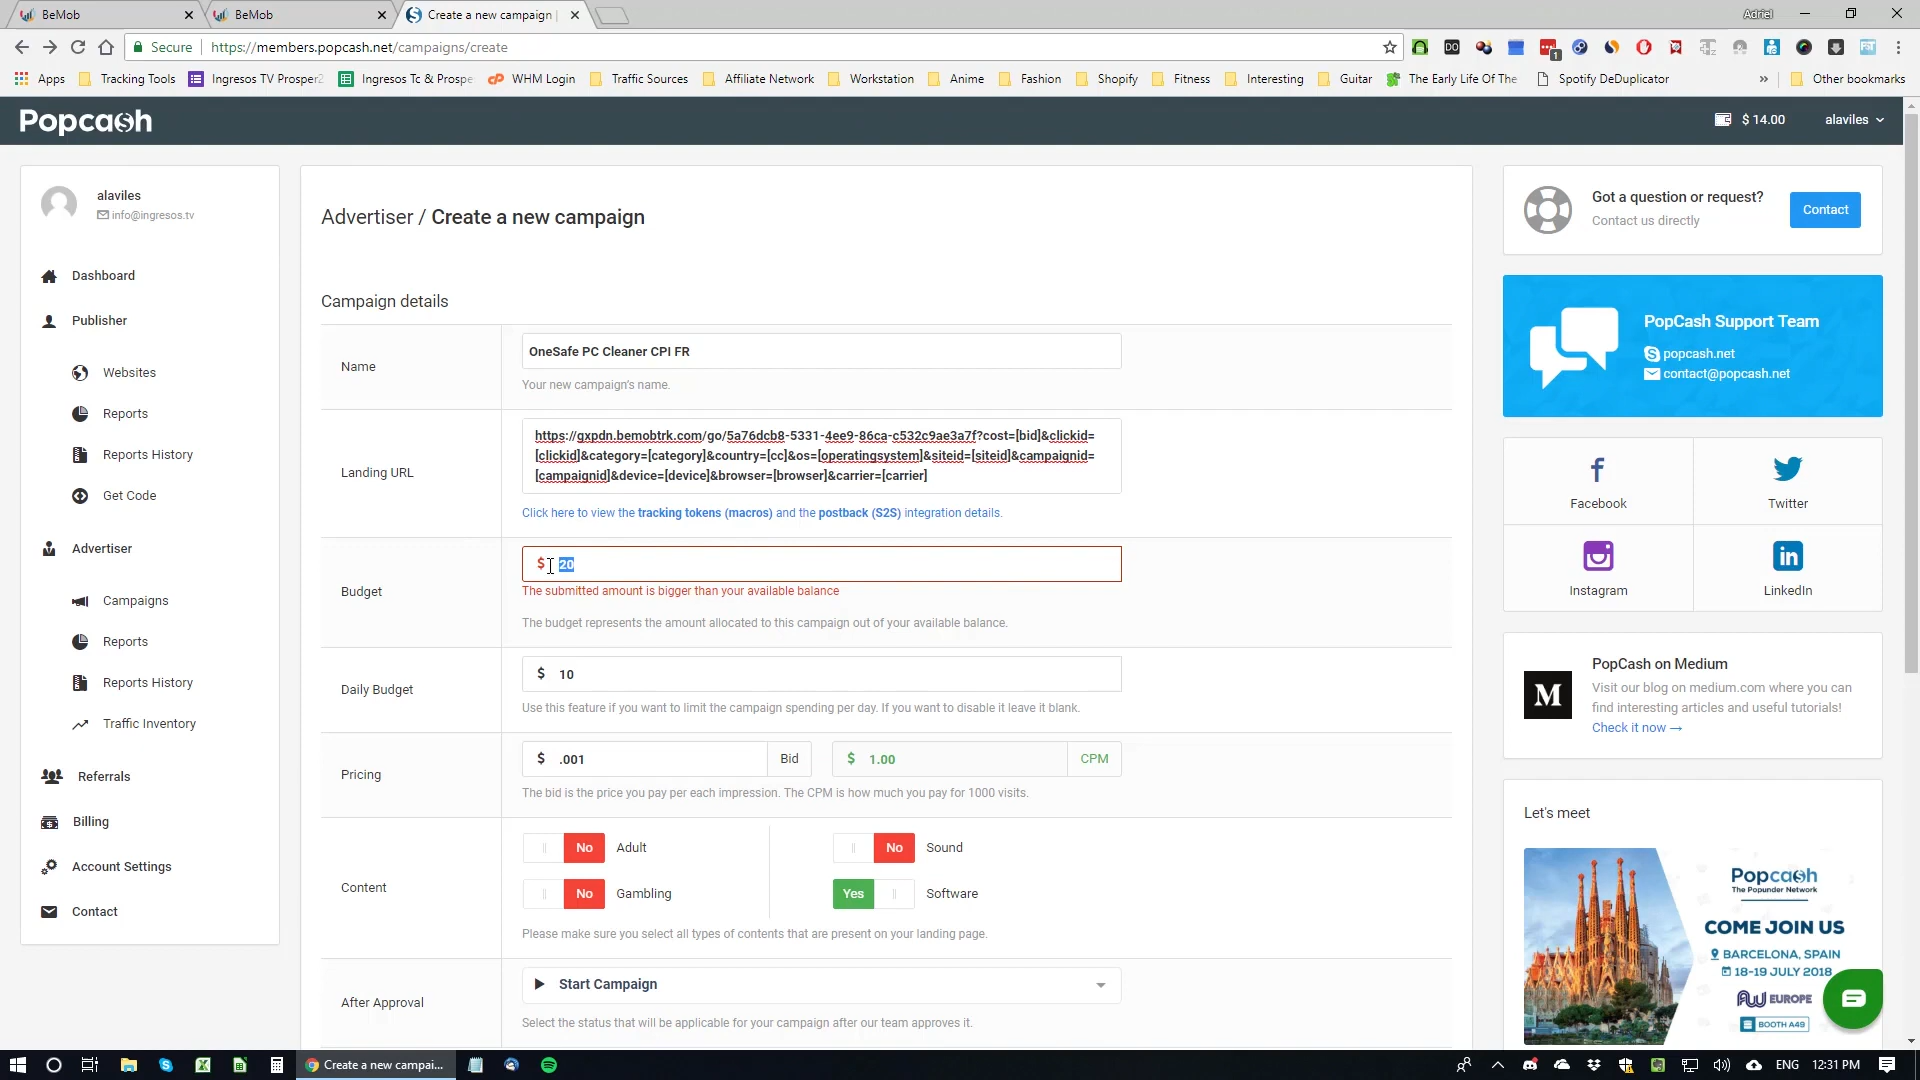 BeMob
BeMob
Create a new campaign |
Adriel
Secure
https://members.popcash.net/campaigns/create
Apps
Tracking Tools
Ingresos TV Prosper2
Ingresos Tc & Prospe
WHM Login
Traffic Sources
Affiliate Network
Workstation
Anime
Fashion
Shopify
Fitness
Interesting
Guitar
The Early Life Of The
Spotify DeDuplicator
»
Other bookmarks
Popcash
$ 14.00
alaviles
alaviles
info@ingresos.tv
Dashboard
Publisher
Websites
Reports
Reports History
Get Code
Advertiser
Campaigns
Reports
Reports History
Traffic Inventory
Referrals
Billing
Account Settings
Contact
Advertiser / Create a new campaign
Campaign details
Name
OneSafe PC Cleaner CPI FR
Your new campaign's name.
Landing URL
https://gxpdn.bemobtrk.com/go/5a76dcb8-5331-4ee9-86ca-c532c9ae3a7f?cost=[bid]&clickid=
[clickid]&category=[category]&country=[cc]&os=[operatingsystem]&siteid=[siteid]&campaignid=
[campaignid]&device=[device]&browser=[browser]&carrier=[carrier]
Click here to view the tracking tokens (macros) and the postback (S2S) integration details.
Budget
$ 20
The submitted amount is bigger than your available balance
The budget represents the amount allocated to this campaign out of your available balance.
Daily Budget
$ 10
Use this feature if you want to limit the campaign spending per day. If you want to disable it leave it blank.
Pricing
$ .001 Bid
$ 1.00 CPM
The bid is the price you pay per each impression. The CPM is how much you pay for 1000 visits.
Content
No Adult
No Sound
No Gambling
Yes Software
Please make sure you select all types of contents that are present on your landing page.
After Approval
Start Campaign
Select the status that will be applicable for your campaign after our team approves it.
Got a question or request?
Contact us directly
Contact
PopCash Support Team
popcash.net
contact@popcash.net
Facebook
Twitter
Instagram
LinkedIn
PopCash on Medium
Visit our blog on medium.com where you can
find interesting articles and useful tutorials!
Check it now →
Let's meet
Popcash
The Popunder Network
COME JOIN US
BARCELONA, SPAIN
18-19 JULY 2018
AW EUROPE
BOOTH A49
Create a new campai...
ENG
12:31 PM